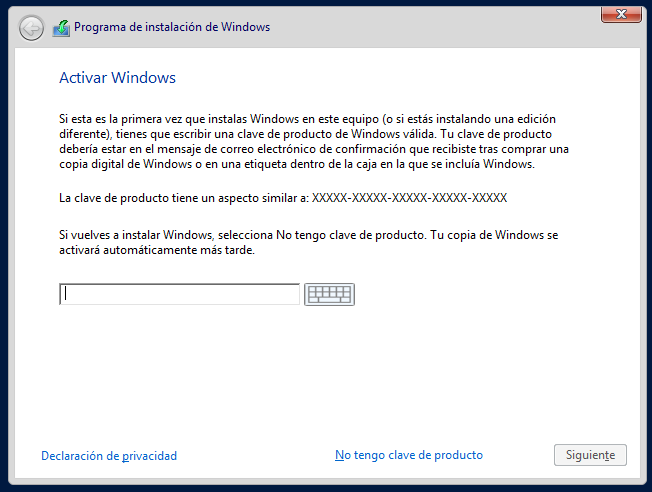 Programa de instalación de Windows
Activar Windows
Si esta es la primera vez que instalas Windows en este equipo (o si estás instalando una edición
diferente), tienes que escribir una clave de producto de Windows válida. Tu clave de producto
debería estar en el mensaje de correo electrónico de confirmación que recibiste tras comprar una
copia digital de Windows o en una etiqueta dentro de la caja en la que se incluía Windows.
La clave de producto tiene un aspecto similar a: XXXXX-XXXXX-XXXXX-XXXXX-XXXXX
Si vuelves a instalar Windows, selecciona No tengo clave de producto. Tu copia de Windows se
activará automáticamente más tarde.
Declaración de privacidad
No tengo clave de producto
Siguiente